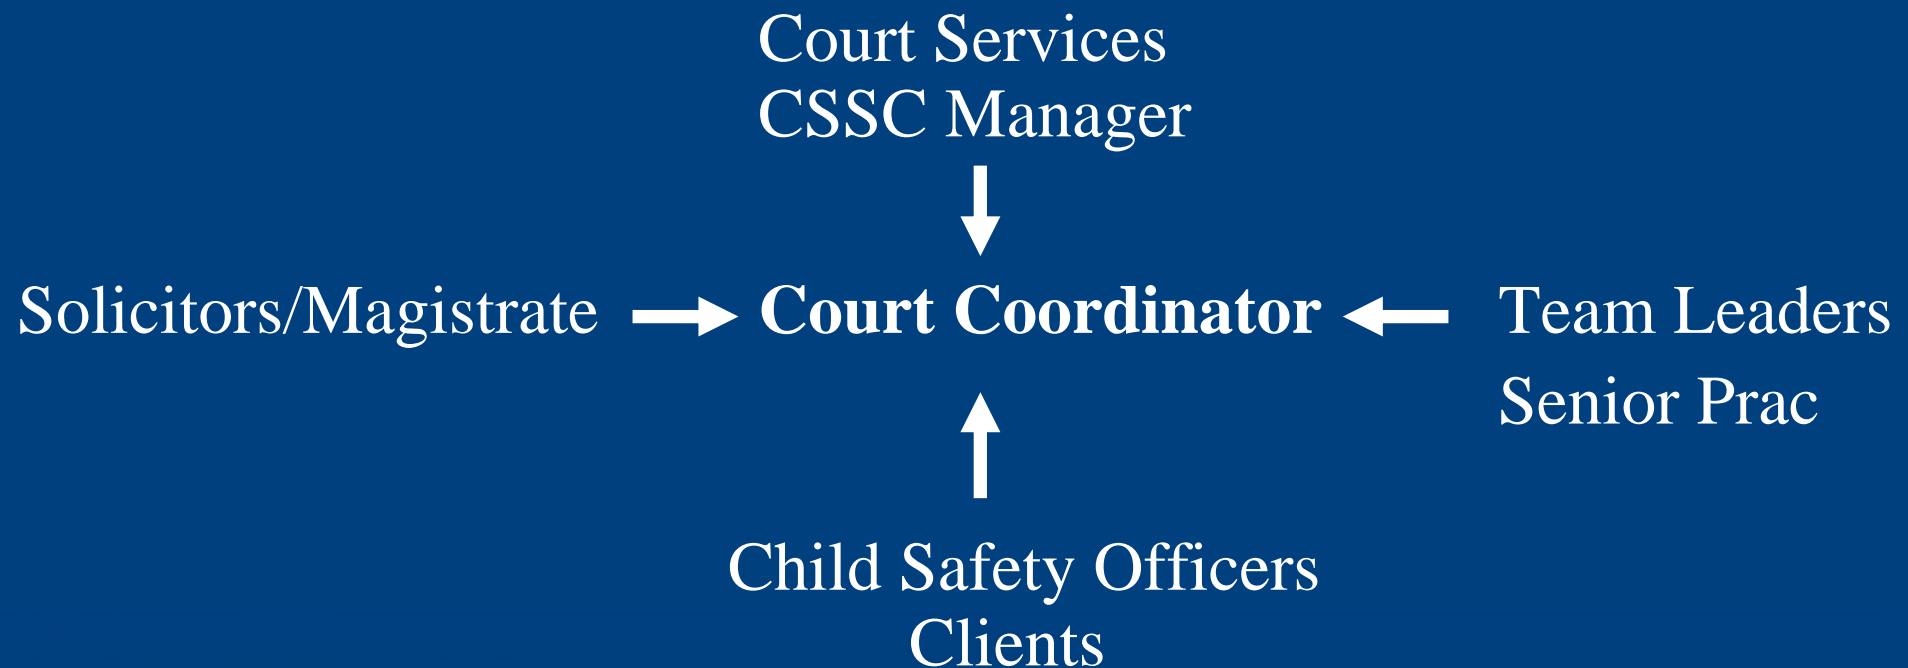 Court Services
CSSC Manager
Solicitors/Magistrate
Court Coordinator
Team Leaders
Senior Prac
Child Safety Officers
Clients